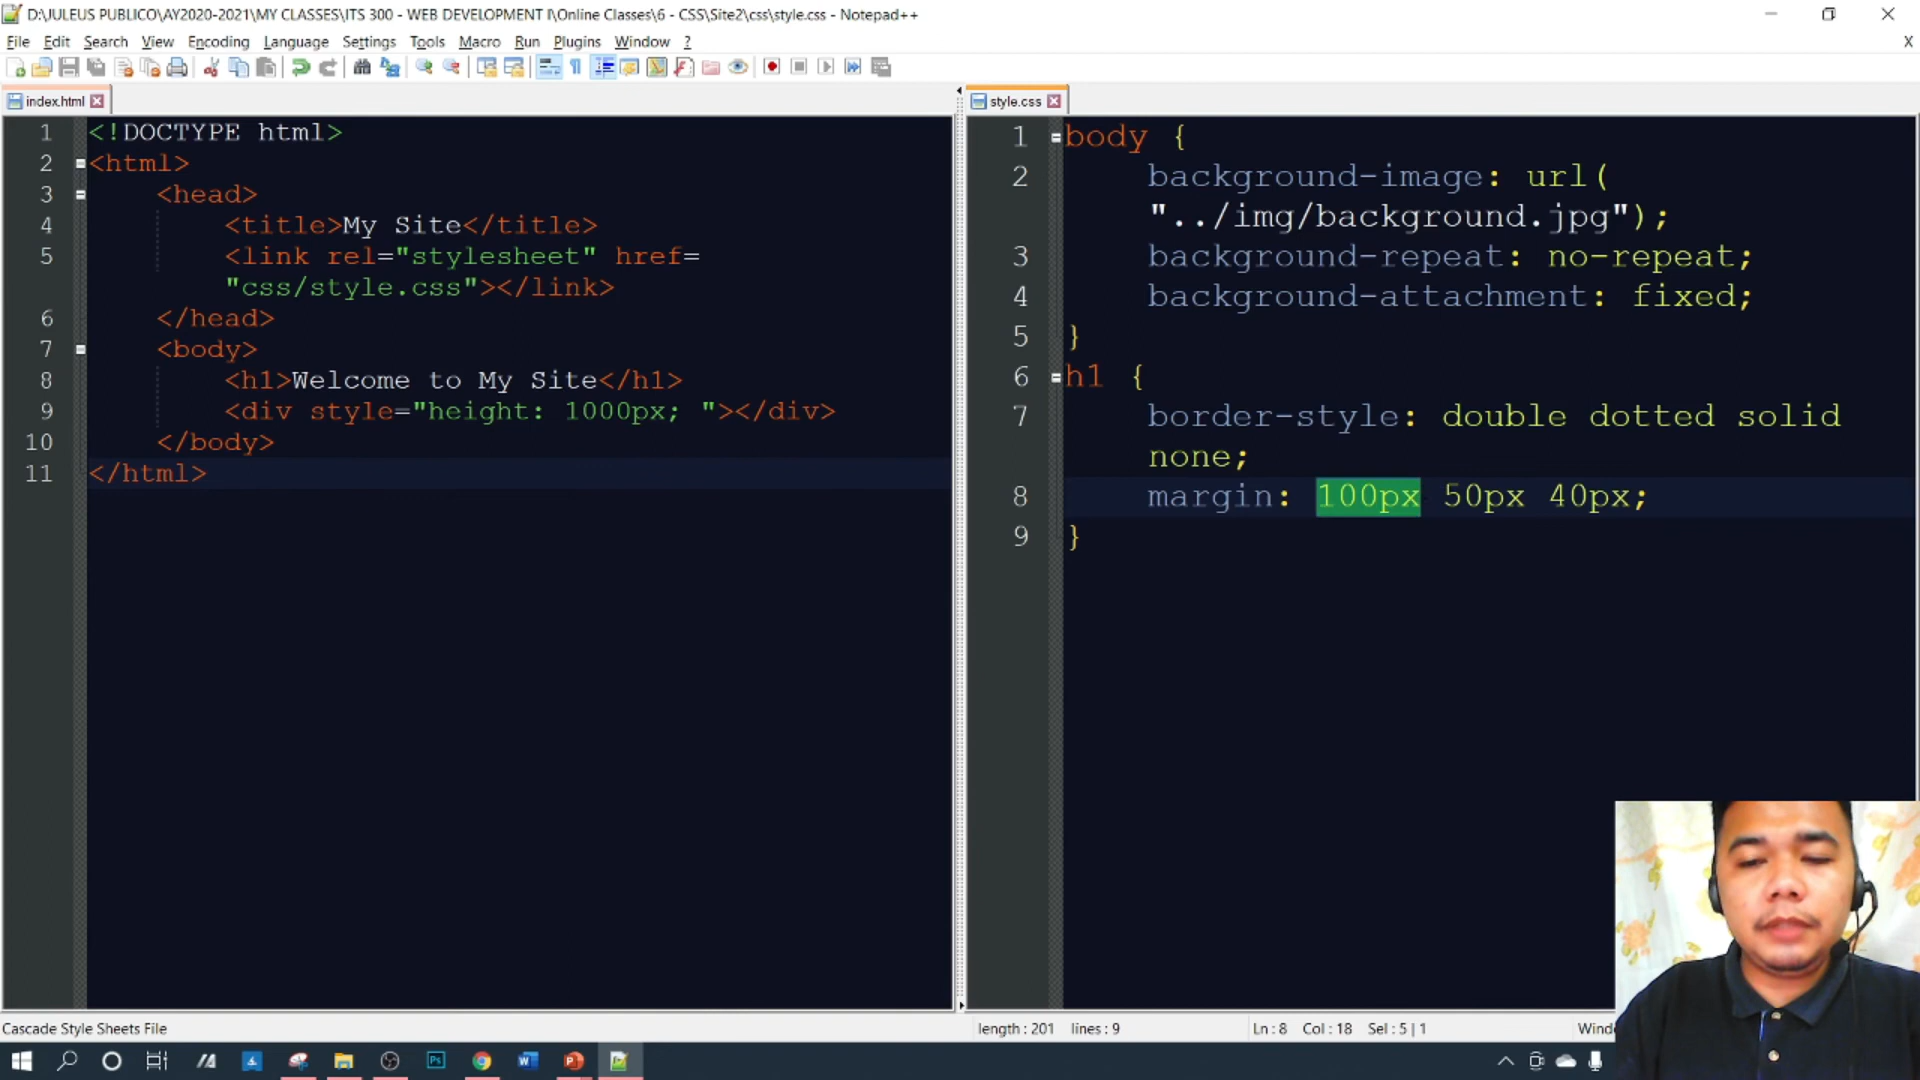 D:\JULEUS PUBLICO\AY2020-2021\MY CLASSES\ITS 300 - WEB DEVELOPMENT I\Online Classes\6 - CSS\Site2\css\style.css - Notepad++
File Edit Search View Encoding Language Settings Tools Macro Run Plugins Window ? X
index.html
1 <!DOCTYPE html>
2 <html>
3 <head>
4 <title>My Site</title>
5 <link rel="stylesheet" href=
"css/style.css"></link>
6 </head>
7 <body>
8 <h1>Welcome to My Site</h1>
9 <div style="height: 1000px; "></div>
10 </body>
11 </html>
style.css
1 body {
2 background-image: url(
"../img/background.jpg");
3 background-repeat: no-repeat;
4 background-attachment: fixed;
5 }
6 h1 {
7 border-style: double dotted solid
none;
8 margin: 100px 50px 40px;
9 }
Cascade Style Sheets File length : 201 lines : 9 Ln : 8 Col : 18 Sel : 5 | 1